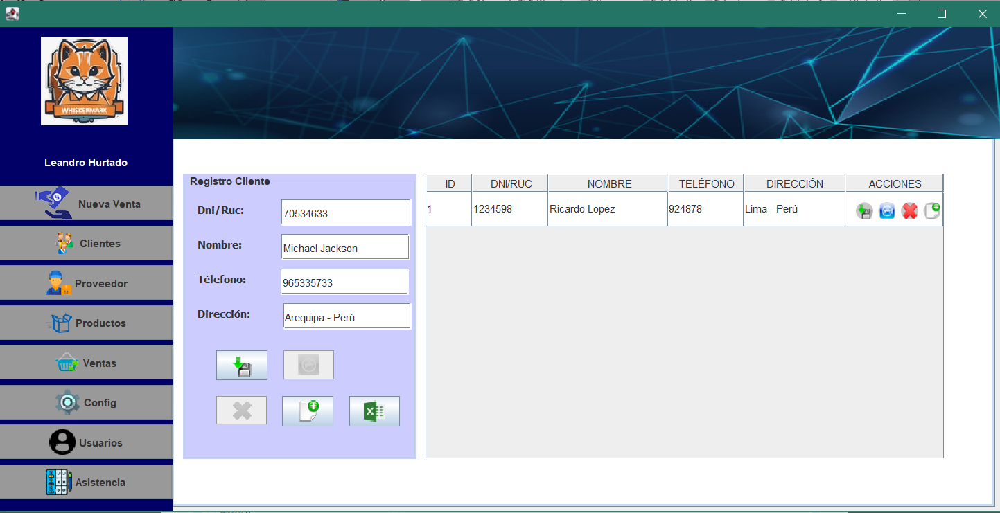 WHISKERMARK
Leandro Hurtado
Nueva Venta
Clientes
Proveedor
Productos
Ventas
Config
Usuarios
Asistencia
Registro Cliente
Dni/Ruc: 70534633
Nombre: Michael Jackson
Télefono: 965335733
Dirección: Arequipa - Perú
ID DNI/RUC NOMBRE TELÉFONO DIRECCIÓN ACCIONES
1 1234598 Ricardo Lopez 924878 Lima - Perú